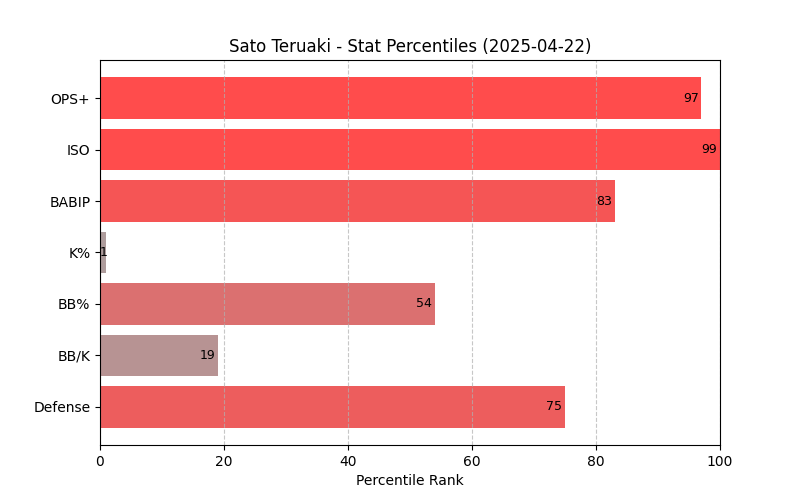 Sato Teruaki - Stat Percentiles (2025-04-22)
OPS+ 97
ISO 99
BABIP 83
K% 1
BB% 54
BB/K 19
Defense 75
0 20 40 60 80 100
Percentile Rank